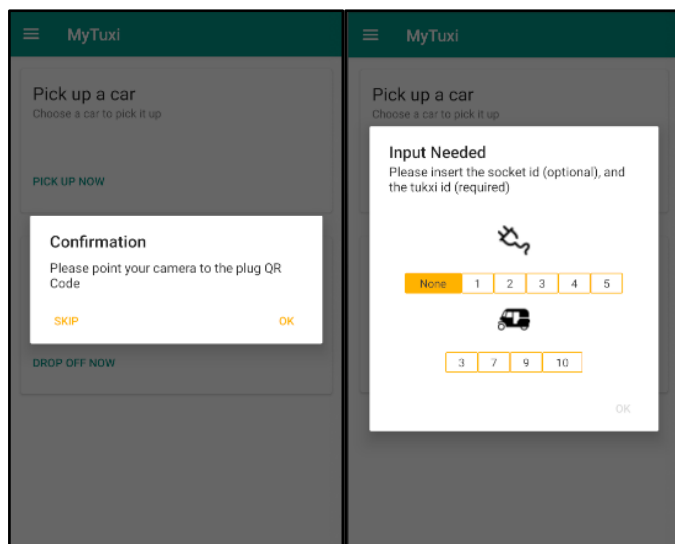 MyTuxi
Pick up a car
Choose a car to pick it up
PICK UP NOW
Confirmation
Please point your camera to the plug QR
Code
SKIP
OK
DROP OFF NOW
MyTuxi
Pick up a car
Choose a car to pick it up
Input Needed
Please insert the socket id (optional), and
the tukxi id (required)
None 1 2 3 4 5
3 7 9 10
OK